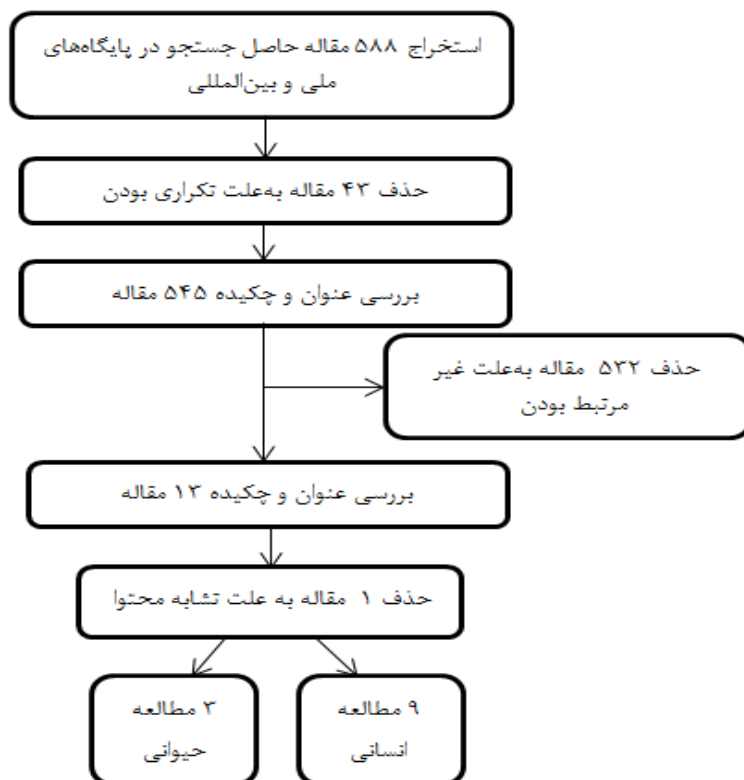 استخراج ۵۸۸ مقاله حاصل جستجو در پایگاه‌های
ملی و بین‌المللی
حذف ۴۳ مقاله به‌علت تکراری بودن
بررسی عنوان و چکیده ۵۴۵ مقاله
حذف ۵۳۲ مقاله به‌علت غیر
مرتبط بودن
بررسی عنوان و چکیده ۱۳ مقاله
حذف ۱ مقاله به علت تشابه محتوا
۹ مطالعه
انسانی
۳ مطالعه
حیوانی